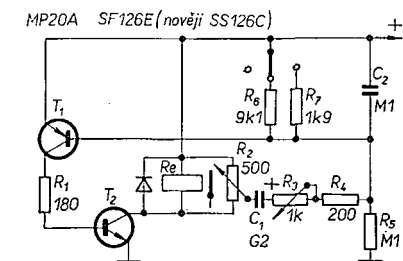 MP20A SF126E (nověji SS126C)
+
T1
R1
180
T2
Re
R2
500
R6
9k1
R7
1k9
C2
M1
+
C1
G2
R3
1k
R4
200
R5
M1